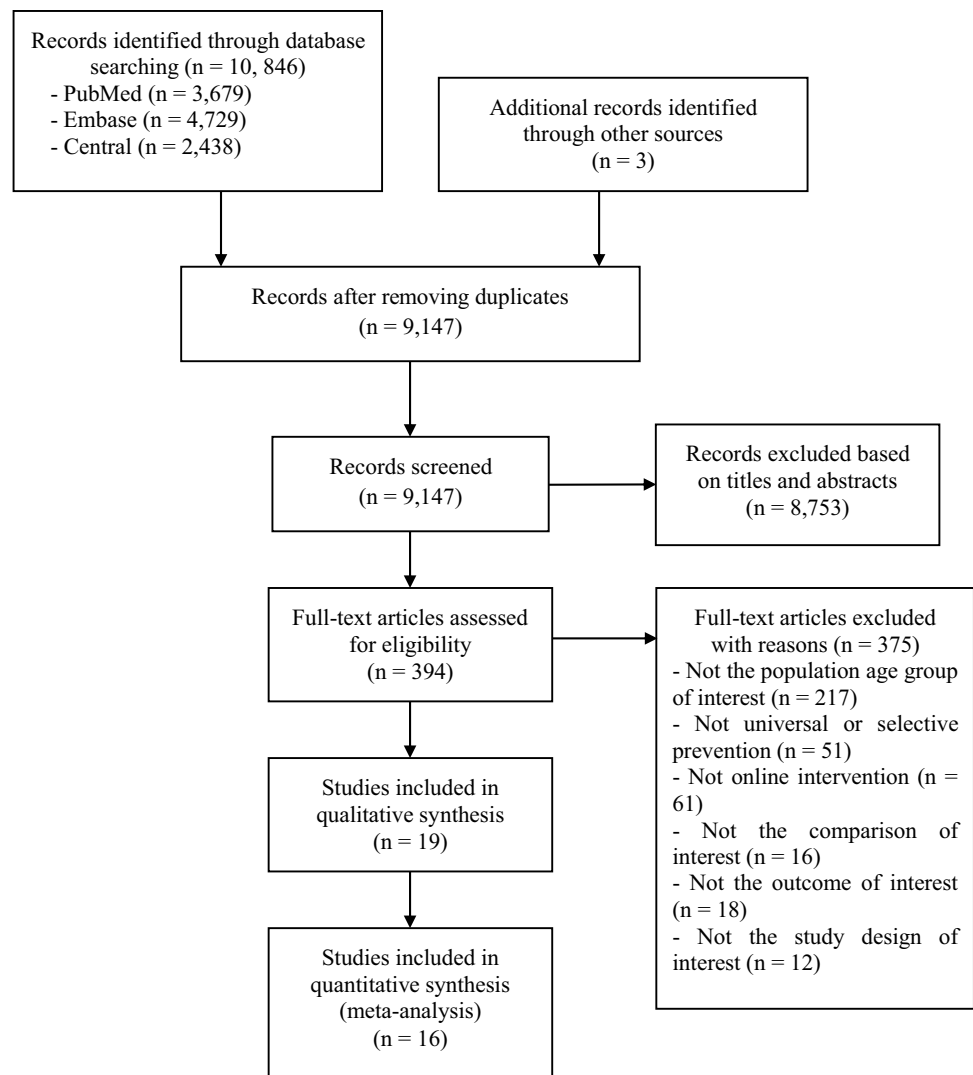 Records identified through database
searching (n = 10, 846)
- PubMed (n = 3,679)
- Embase (n = 4,729)
- Central (n = 2,438)
Additional records identified
through other sources
(n = 3)
Records after removing duplicates
(n = 9,147)
Records screened
(n = 9,147)
Records excluded based
on titles and abstracts
(n = 8,753)
Full-text articles assessed
for eligibility
(n = 394)
Full-text articles excluded
with reasons (n = 375)
- Not the population age group
of interest (n = 217)
- Not universal or selective
prevention (n = 51)
- Not online intervention (n =
61)
- Not the comparison of
interest (n = 16)
- Not the outcome of interest
(n = 18)
- Not the study design of
interest (n = 12)
Studies included in
qualitative synthesis
(n = 19)
Studies included in
quantitative synthesis
(meta-analysis)
(n = 16)